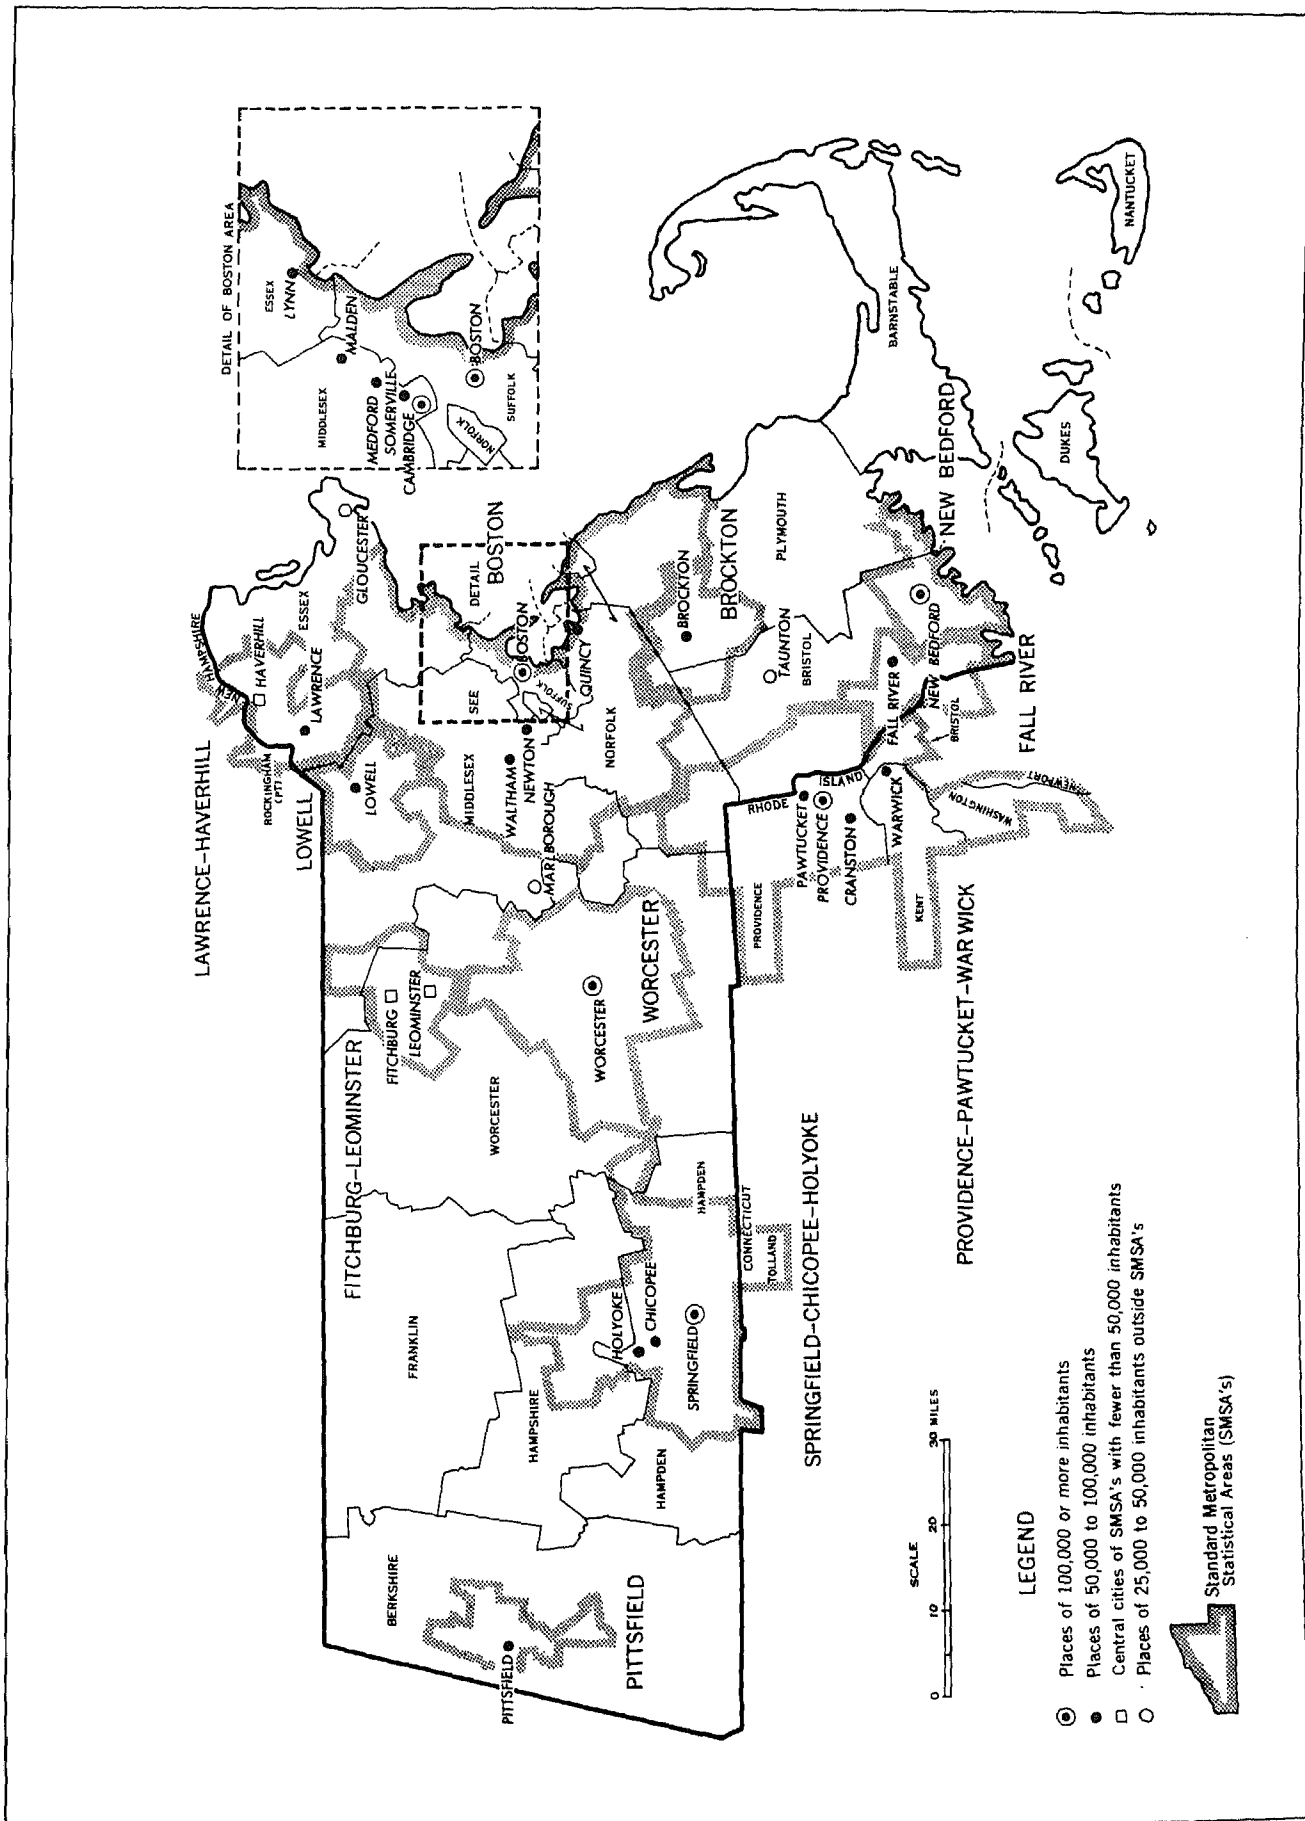 DETAIL OF BOSTON AREA
ESSEX
LYNN
MALDEN
MIDDLESEX
MEDFORD
SOMERVILLE
CAMBRIDGE
BOSTON
NORFOLK
SUFFOLK
LAWRENCE-HAVERHILL
NEW HAMPSHIRE
HAVERHILL
ESSEX
LAWRENCE
GLOUCESTER
ROCKINGHAM
(PT)
LOWELL
LOWELL
BOSTON
DETAIL
SEE
BOSTON
SUFFOLK
QUINCY
MIDDLESEX
WALTHAM
NEWTON
MARLBOROUGH
NORFOLK
BROCKTON
BROCKTON
PLYMOUTH
TAUNTON
BRISTOL
BARNSTABLE
NANTUCKET
DUKES
NEW BEDFORD
NEW BEDFORD
FALL RIVER
FALL RIVER
BRISTOL
NEWPORT
WASHINGTON
RHODE ISLAND
PAWTUCKET
PROVIDENCE
CRANSTON
WARWICK
PROVIDENCE
KENT
PROVIDENCE-PAWTUCKET-WARWICK
FITCHBURG-LEOMINSTER
FITCHBURG
LEOMINSTER
WORCESTER
WORCESTER
WORCESTER
FRANKLIN
HAMPSHIRE
HAMPDEN
HOLYOKE
CHICOPEE
SPRINGFIELD
HAMPDEN
CONNECTICUT
TOLLAND
SPRINGFIELD-CHICOPEE-HOLYOKE
BERKSHIRE
PITTSFIELD
PITTSFIELD
SCALE
0 10 20 30 MILES
LEGEND
Places of 100,000 or more inhabitants
Places of 50,000 to 100,000 inhabitants
Central cities of SMSA's with fewer than 50,000 inhabitants
Places of 25,000 to 50,000 inhabitants outside SMSA's
Standard Metropolitan
Statistical Areas (SMSA's)